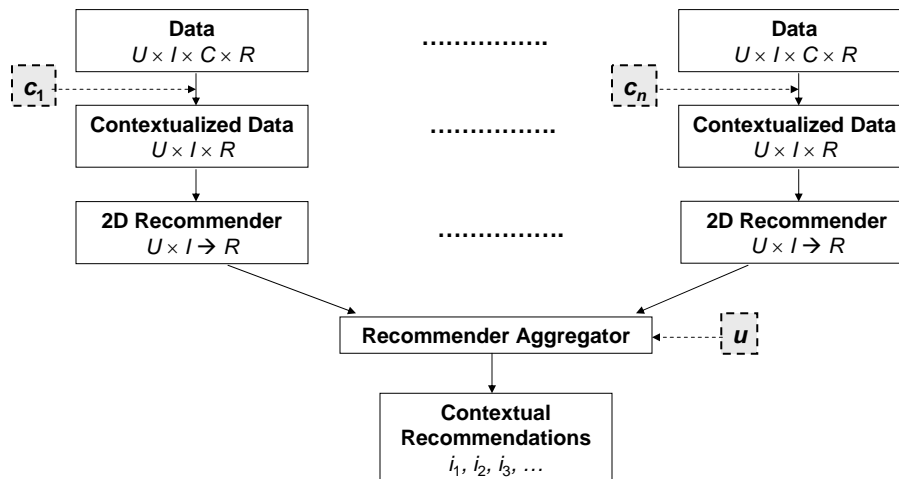 Data
U × I × C × R
................
Data
U × I × C × R
c1
cn
Contextualized Data
U × I × R
................
Contextualized Data
U × I × R
2D Recommender
U × I → R
................
2D Recommender
U × I → R
Recommender Aggregator
u
Contextual
Recommendations
i1, i2, i3, …